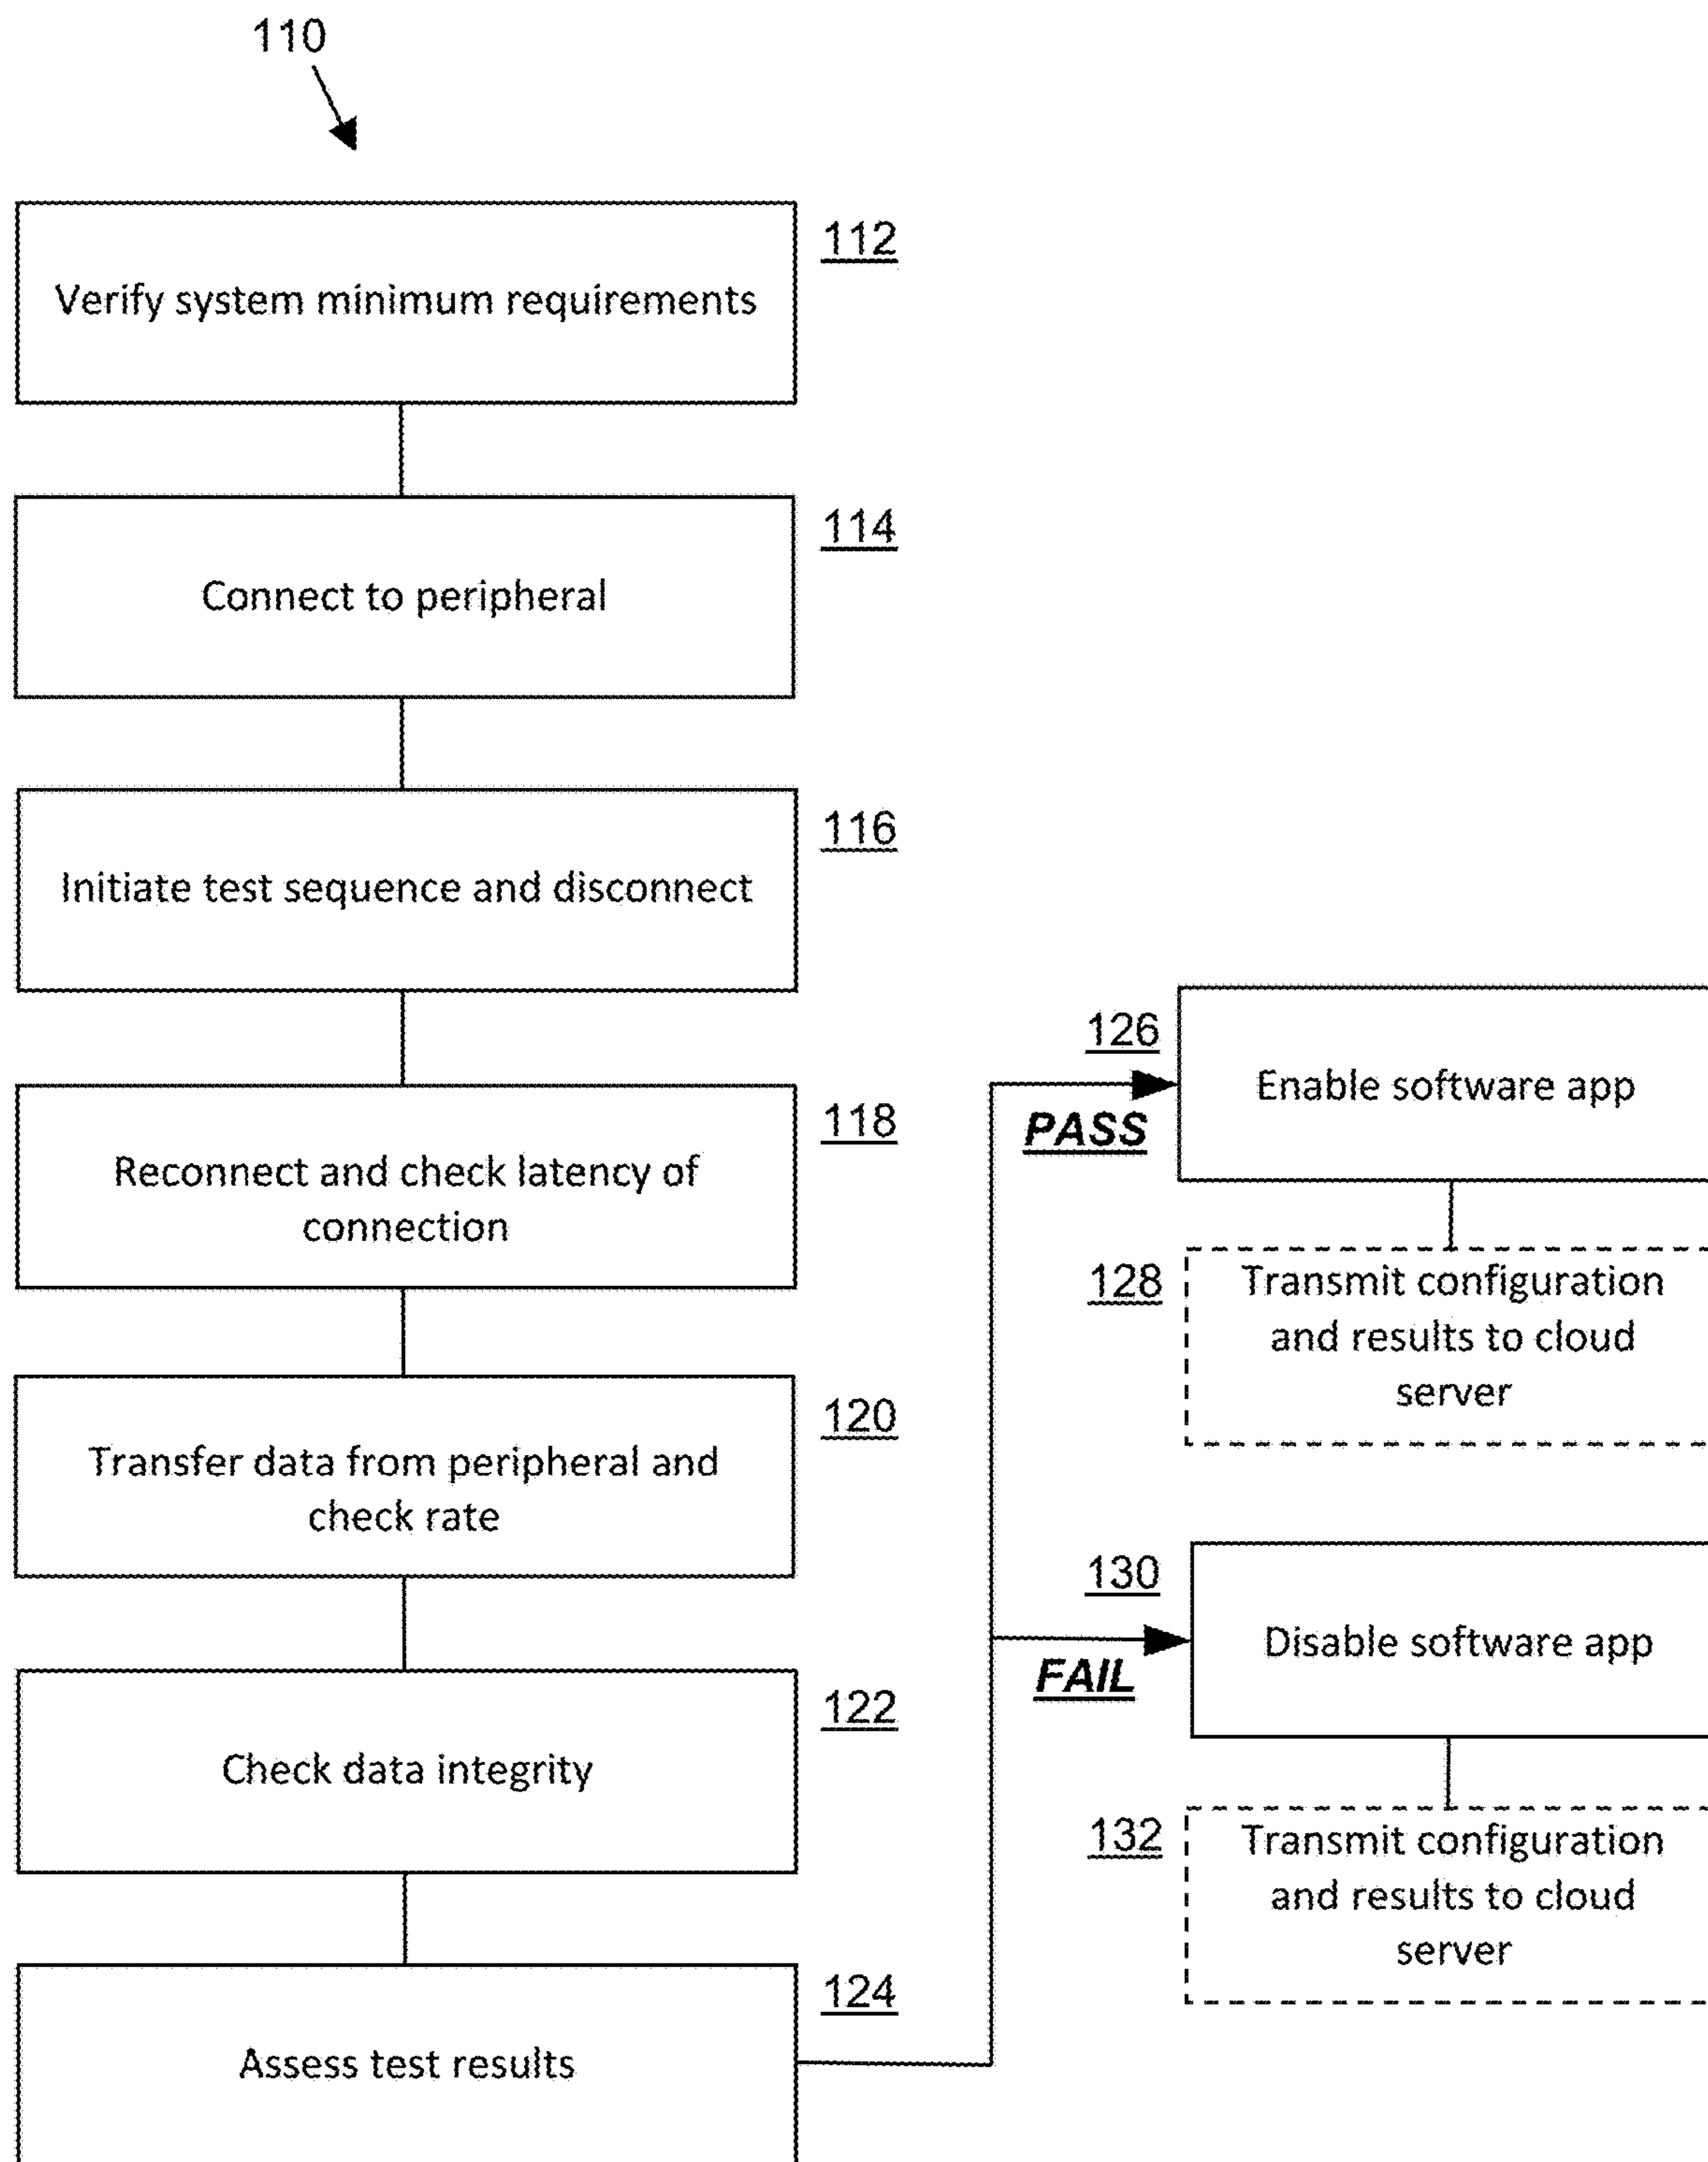 110
112
Verify system minimum requirements
114
Connect to peripheral
116
Initiate test sequence and disconnect
118
Reconnect and check latency of
connection
120
Transfer data from peripheral and
check rate
122
Check data integrity
124
Assess test results
126
Enable software app
PASS
128
Transmit configuration
and results to cloud
server
130
Disable software app
FAIL
132
Transmit configuration
and results to cloud
server